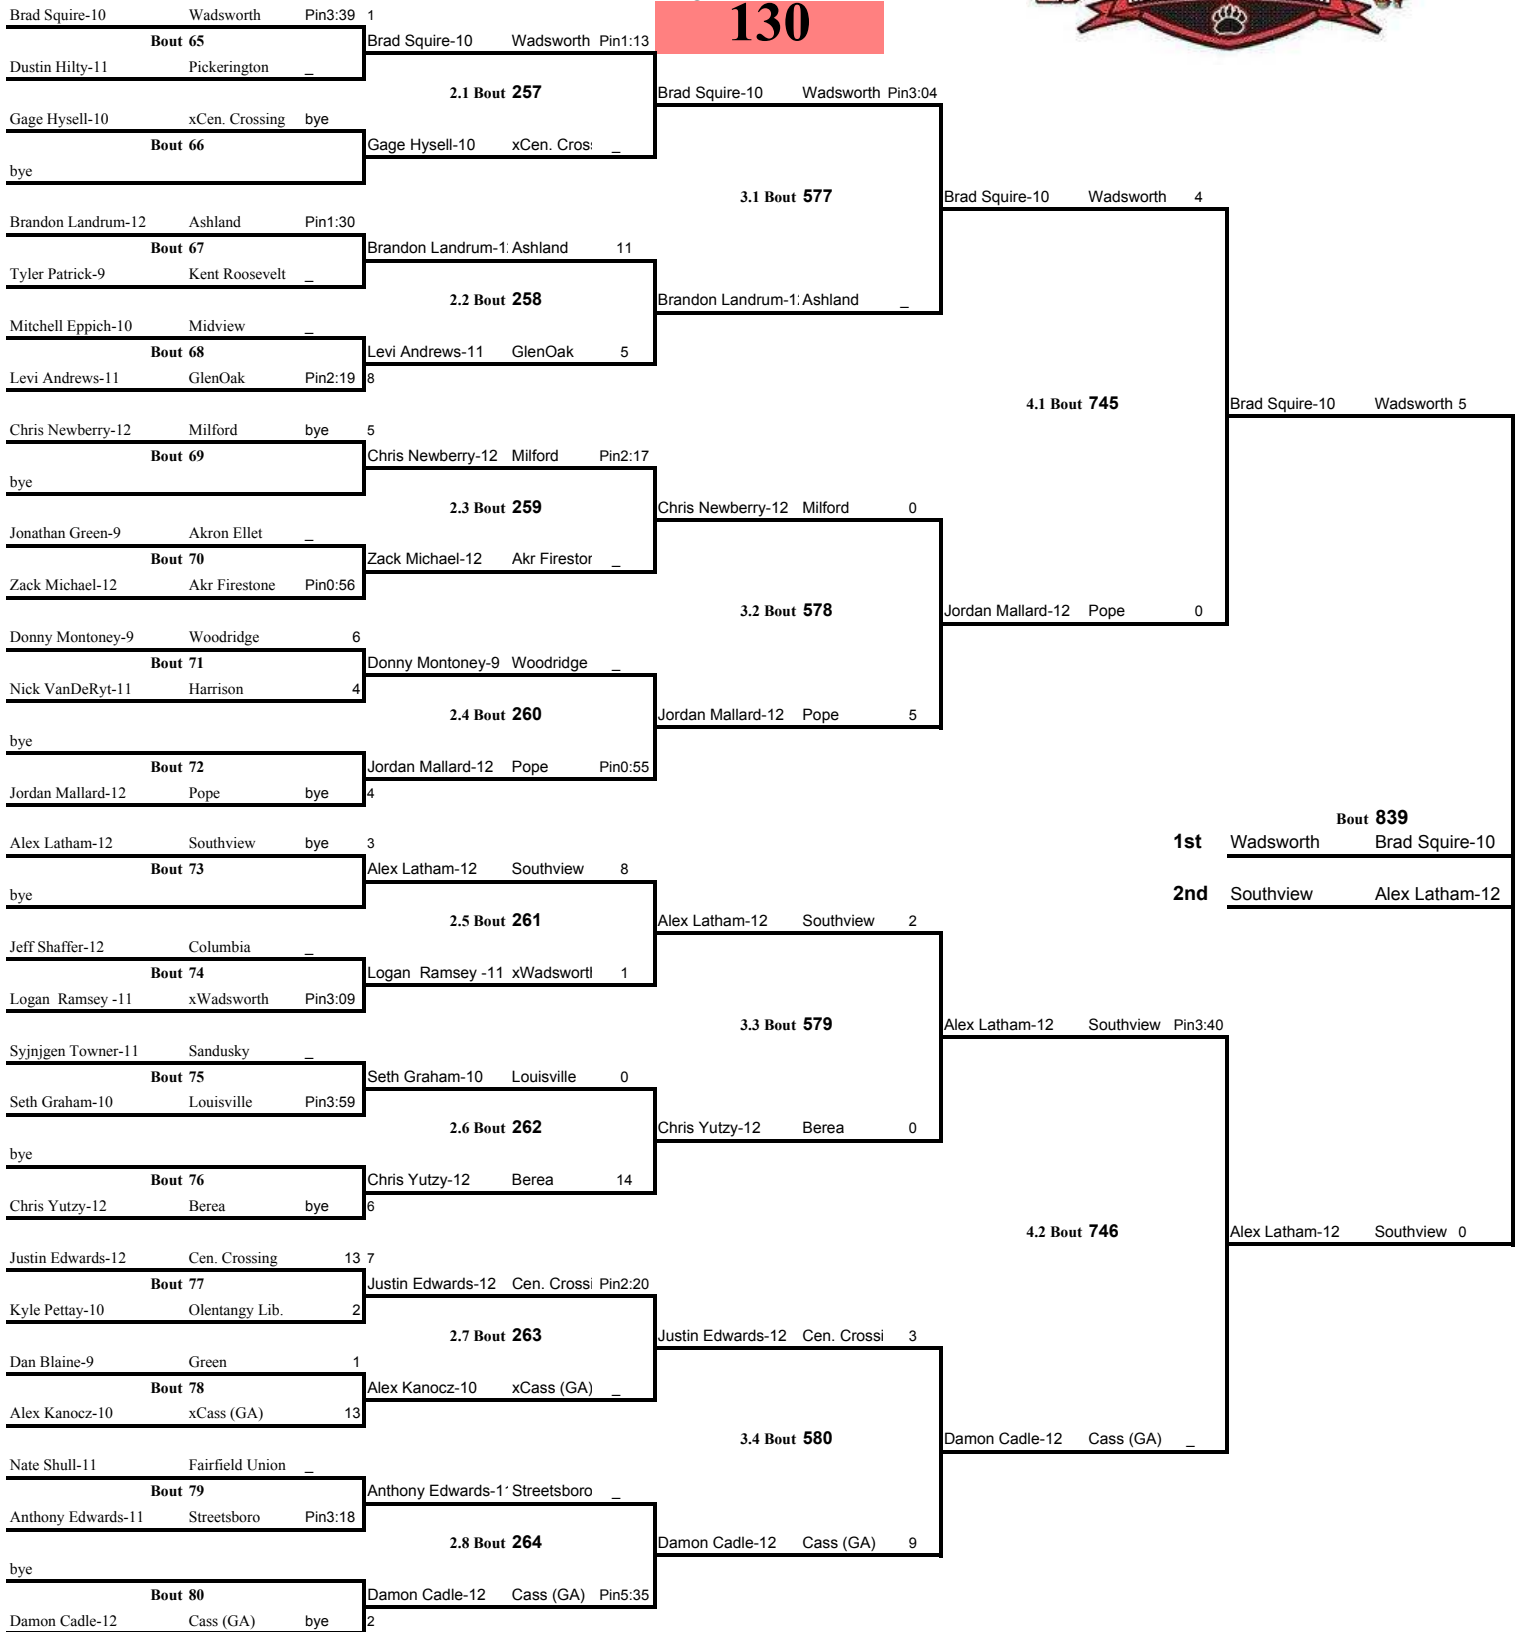 130
Brad Squire-10 Wadsworth Pin3:39 1
Bout 65
Dustin Hilty-11 Pickerington _
Gage Hysell-10 xCen. Crossing bye
Bout 66
bye
Brandon Landrum-12 Ashland Pin1:30
Bout 67
Tyler Patrick-9 Kent Roosevelt _
Mitchell Eppich-10 Midview _
Bout 68
Levi Andrews-11 GlenOak Pin2:19 8
Chris Newberry-12 Milford bye 5
Bout 69
bye
Jonathan Green-9 Akron Ellet _
Bout 70
Zack Michael-12 Akr Firestone Pin0:56
Donny Montoney-9 Woodridge 6
Bout 71
Nick VanDeRyt-11 Harrison 4
bye
Bout 72
Jordan Mallard-12 Pope bye 4
Alex Latham-12 Southview bye 3
Bout 73
bye
Jeff Shaffer-12 Columbia _
Bout 74
Logan Ramsey -11 xWadsworth Pin3:09
Syjnjgen Towner-11 Sandusky _
Bout 75
Seth Graham-10 Louisville Pin3:59
bye
Bout 76
Chris Yutzy-12 Berea bye 6
Justin Edwards-12 Cen. Crossing 13 7
Bout 77
Kyle Pettay-10 Olentangy Lib. 2
Dan Blaine-9 Green 1
Bout 78
Alex Kanocz-10 xCass (GA) 13
Nate Shull-11 Fairfield Union _
Bout 79
Anthony Edwards-11 Streetsboro Pin3:18
bye
Bout 80
Damon Cadle-12 Cass (GA) bye 2
Brad Squire-10 Wadsworth Pin1:13
2.1 Bout 257
Gage Hysell-10 xCen. Cros _
Brandon Landrum-1 Ashland 11
2.2 Bout 258
Levi Andrews-11 GlenOak 5
Chris Newberry-12 Milford Pin2:17
2.3 Bout 259
Zack Michael-12 Akr Firestor _
Donny Montoney-9 Woodridge _
2.4 Bout 260
Jordan Mallard-12 Pope Pin0:55
Alex Latham-12 Southview 8
2.5 Bout 261
Logan Ramsey -11 xWadswort 1
Seth Graham-10 Louisville 0
2.6 Bout 262
Chris Yutzy-12 Berea 14
Justin Edwards-12 Cen. Crossi Pin2:20
2.7 Bout 263
Alex Kanocz-10 xCass (GA) _
Anthony Edwards-1 Streetsboro _
2.8 Bout 264
Damon Cadle-12 Cass (GA) Pin5:35
Brad Squire-10 Wadsworth Pin3:04
3.1 Bout 577
Brandon Landrum-1 Ashland _
Chris Newberry-12 Milford 0
3.2 Bout 578
Jordan Mallard-12 Pope 5
Alex Latham-12 Southview 2
3.3 Bout 579
Chris Yutzy-12 Berea 0
Justin Edwards-12 Cen. Crossi 3
3.4 Bout 580
Damon Cadle-12 Cass (GA) 9
Brad Squire-10 Wadsworth 4
4.1 Bout 745
Jordan Mallard-12 Pope 0
Alex Latham-12 Southview Pin3:40
4.2 Bout 746
Damon Cadle-12 Cass (GA) _
Brad Squire-10 Wadsworth 5
Bout 839
1st Wadsworth Brad Squire-10
2nd Southview Alex Latham-12
Alex Latham-12 Southview 0